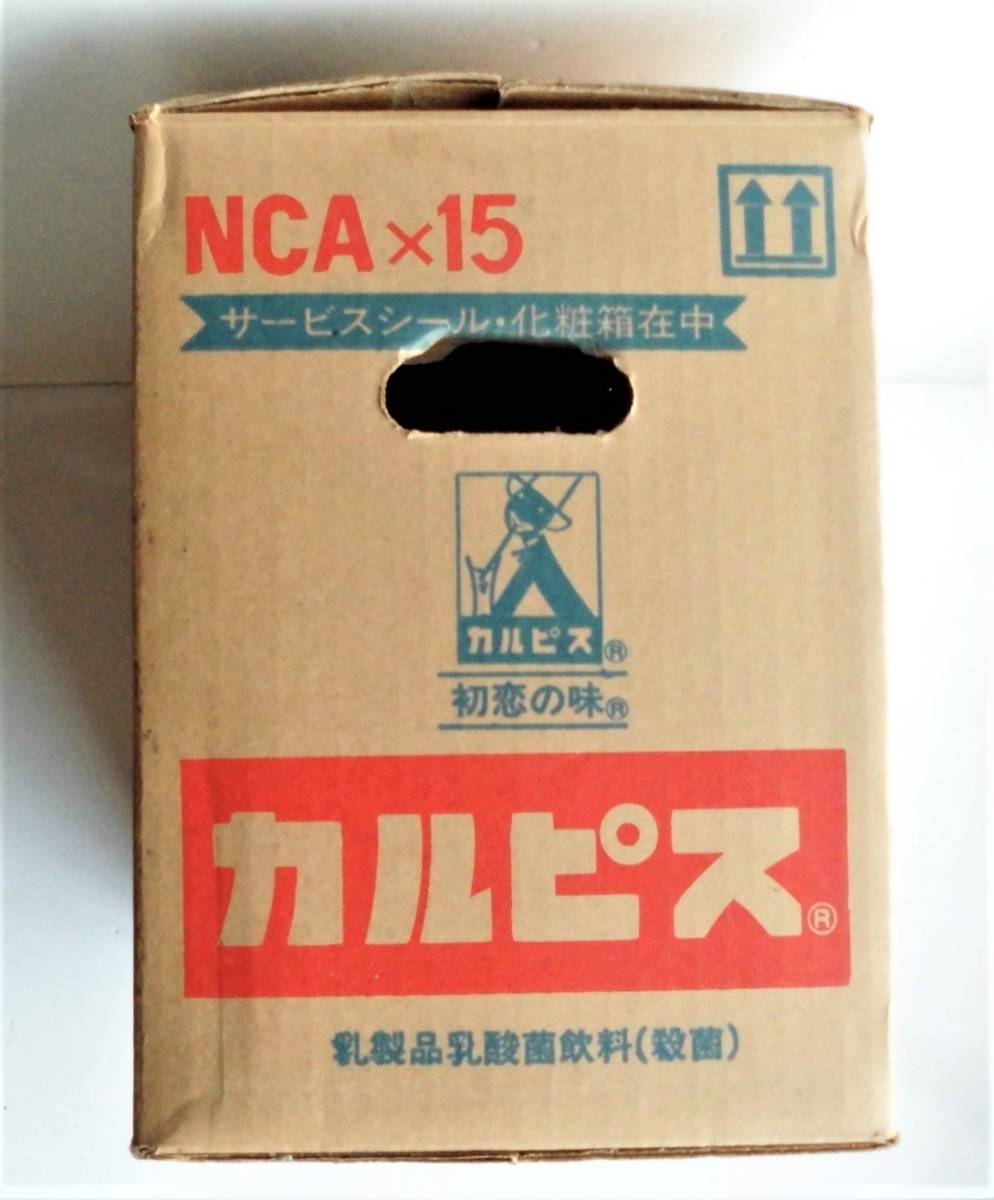 NCA×15
サービスシール・化粧箱在中
カルピス®
初恋の味®
カルピス®
乳製品乳酸菌飲料(殺菌)